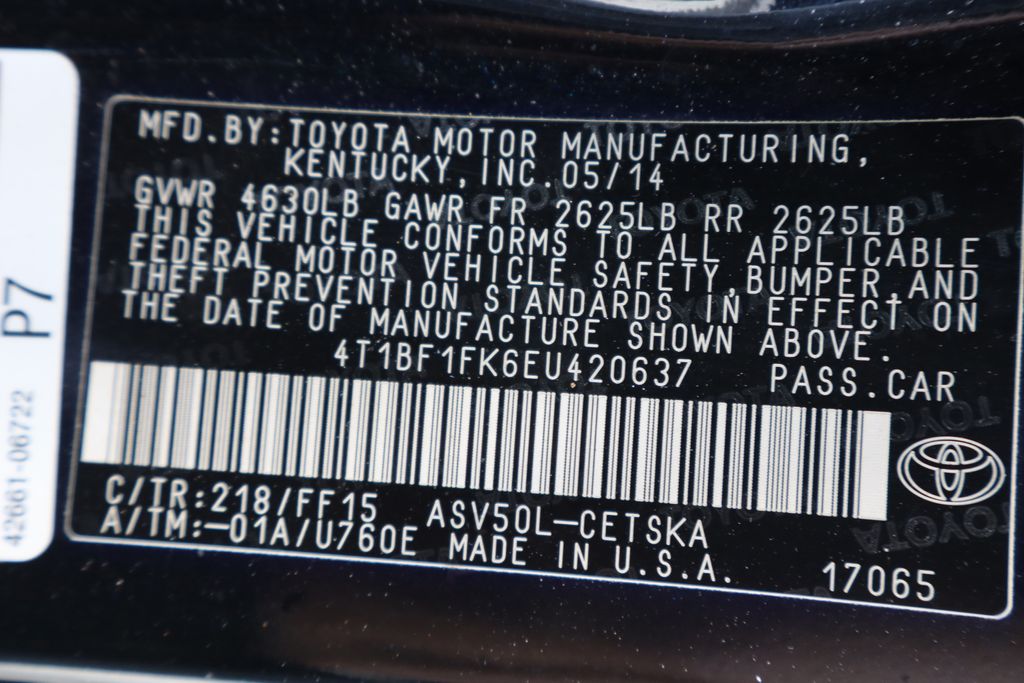 MFD.BY:TOYOTA MOTOR MANUFACTURING,
KENTUCKY,INC.05/14
GVWR 4630LB GAWR FR 2625LB RR 2625LB
THIS VEHICLE CONFORMS TO ALL APPLICABLE
FEDERAL MOTOR VEHICLE SAFETY,BUMPER,AND
THEFT PREVENTION STANDARDS IN EFFECT ON
THE DATE OF MANUFACTURE SHOWN ABOVE.
4T1BF1FK6EU420637 PASS.CAR
C/TR:218/FF15 ASV50L-CETSKA
A/TM:-01A/U760E MADE IN U.S.A. 17065
P7
42661-06722